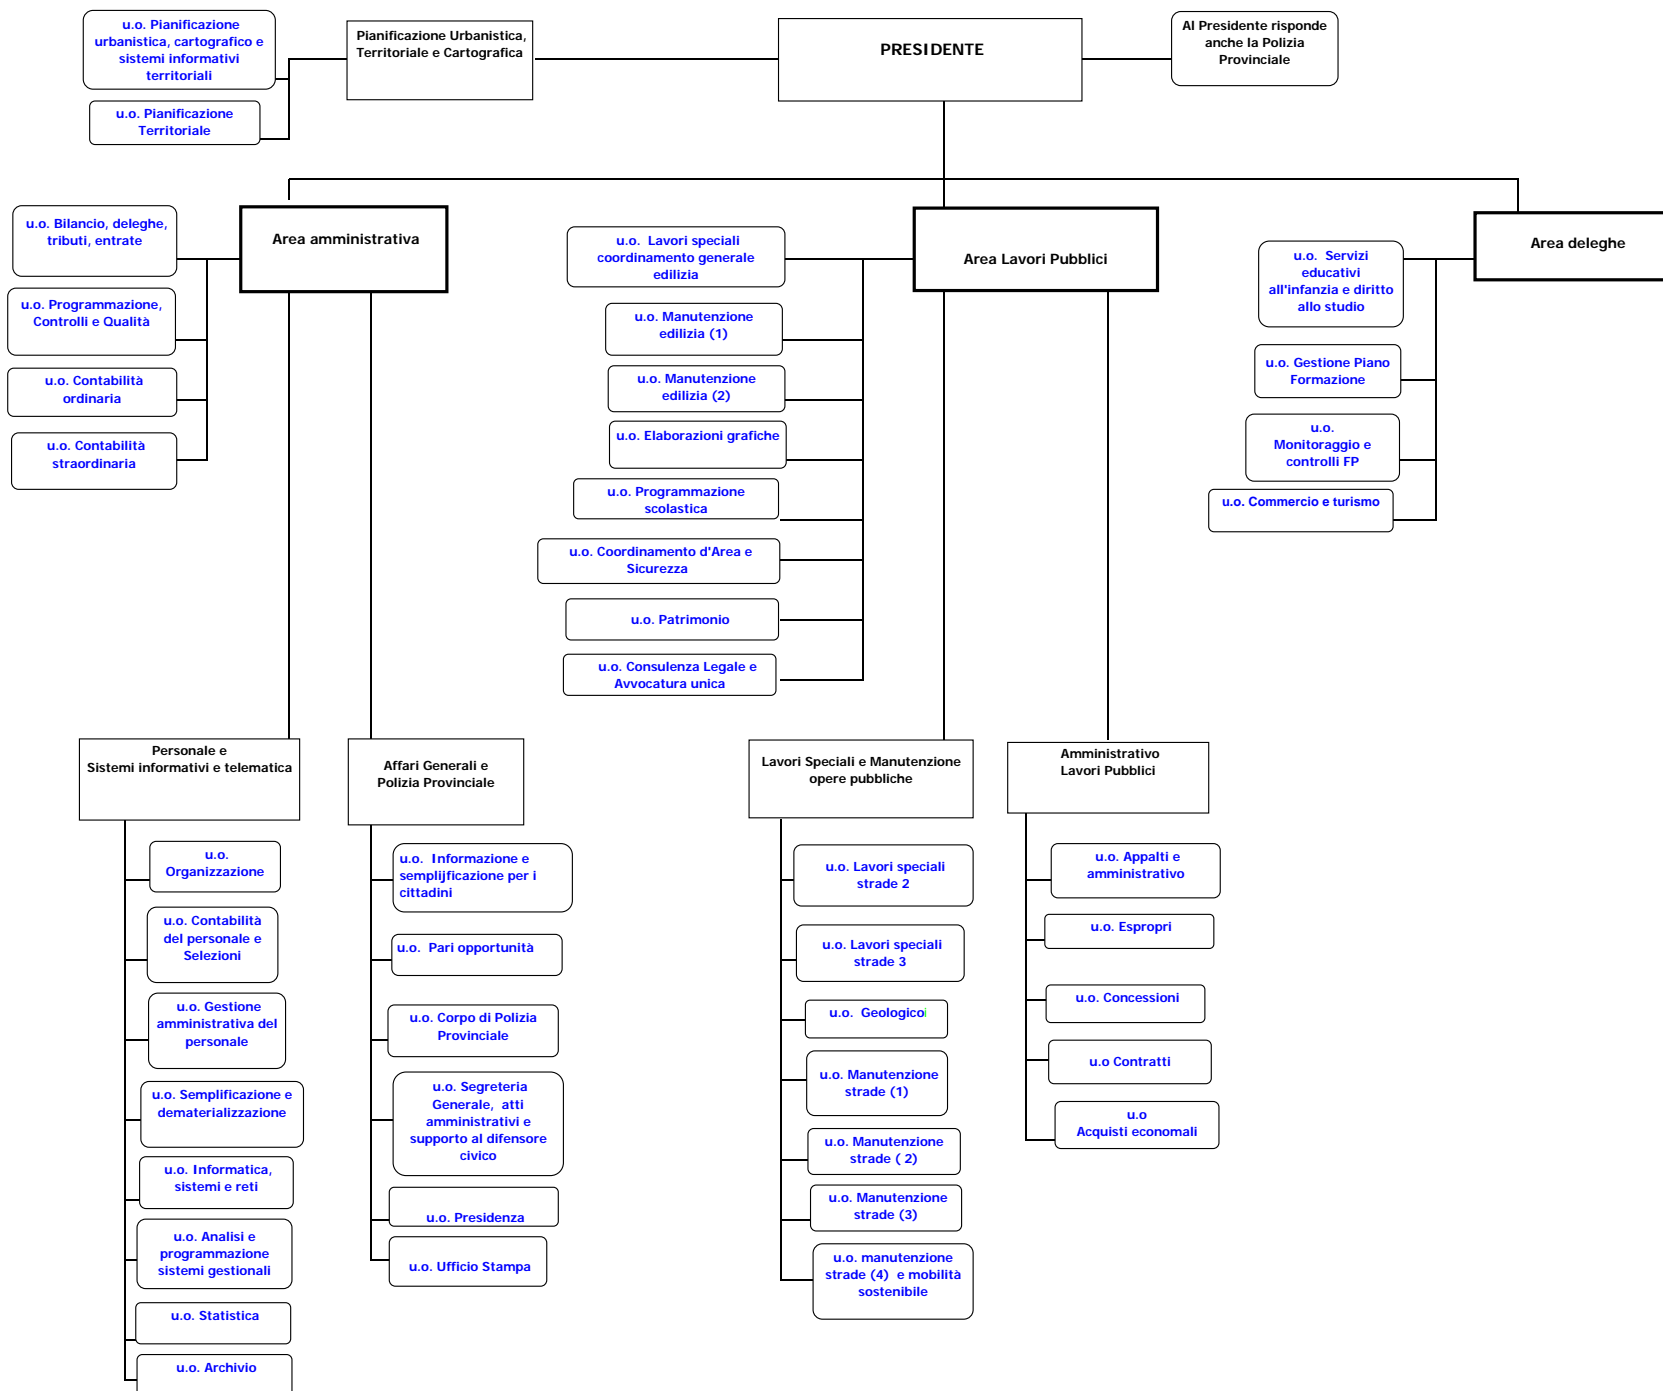 u.o. Pianificazione
urbanistica, cartografico e
sistemi informativi
territoriali
u.o. Pianificazione
Territoriale
Pianificazione Urbanistica,
Territoriale e Cartografica
PRESIDENTE
Al Presidente risponde
anche la Polizia
Provinciale
Area amministrativa
u.o. Bilancio, deleghe,
tributi, entrate
u.o. Programmazione,
Controlli e Qualità
u.o. Contabilità
ordinaria
u.o. Contabilità
straordinaria
Area Lavori Pubblici
u.o. Lavori speciali
coordinamento generale
edilizia
u.o. Manutenzione
edilizia (1)
u.o. Manutenzione
edilizia (2)
u.o. Elaborazioni grafiche
u.o. Programmazione
scolastica
u.o. Coordinamento d'Area e
Sicurezza
u.o. Patrimonio
u.o. Consulenza Legale e
Avvocatura unica
Area deleghe
u.o. Servizi
educativi
all'infanzia e diritto
allo studio
u.o. Gestione Piano
Formazione
u.o.
Monitoraggio e
controlli FP
u.o. Commercio e turismo
Personale e
Sistemi informativi e telematica
u.o.
Organizzazione
u.o. Contabilità
del personale e
Selezioni
u.o. Gestione
amministrativa del
personale
u.o. Semplificazione e
dematerializzazione
u.o. Informatica,
sistemi e reti
u.o. Analisi e
programmazione
sistemi gestionali
u.o. Statistica
u.o. Archivio
Affari Generali e
Polizia Provinciale
u.o. Informazione e
semplijficazione per i
cittadini
u.o. Pari opportunità
u.o. Corpo di Polizia
Provinciale
u.o. Segreteria
Generale, atti
amministrativi e
supporto al difensore
civico
u.o. Presidenza
u.o. Ufficio Stampa
Lavori Speciali e Manutenzione
opere pubbliche
u.o. Lavori speciali
strade 2
u.o. Lavori speciali
strade 3
u.o. Geologicoi
u.o. Manutenzione
strade (1)
u.o. Manutenzione
strade ( 2)
u.o. Manutenzione
strade (3)
u.o. manutenzione
strade (4) e mobilità
sostenibile
Amministrativo
Lavori Pubblici
u.o. Appalti e
amministrativo
u.o. Espropri
u.o. Concessioni
u.o Contratti
u.o
Acquisti economali